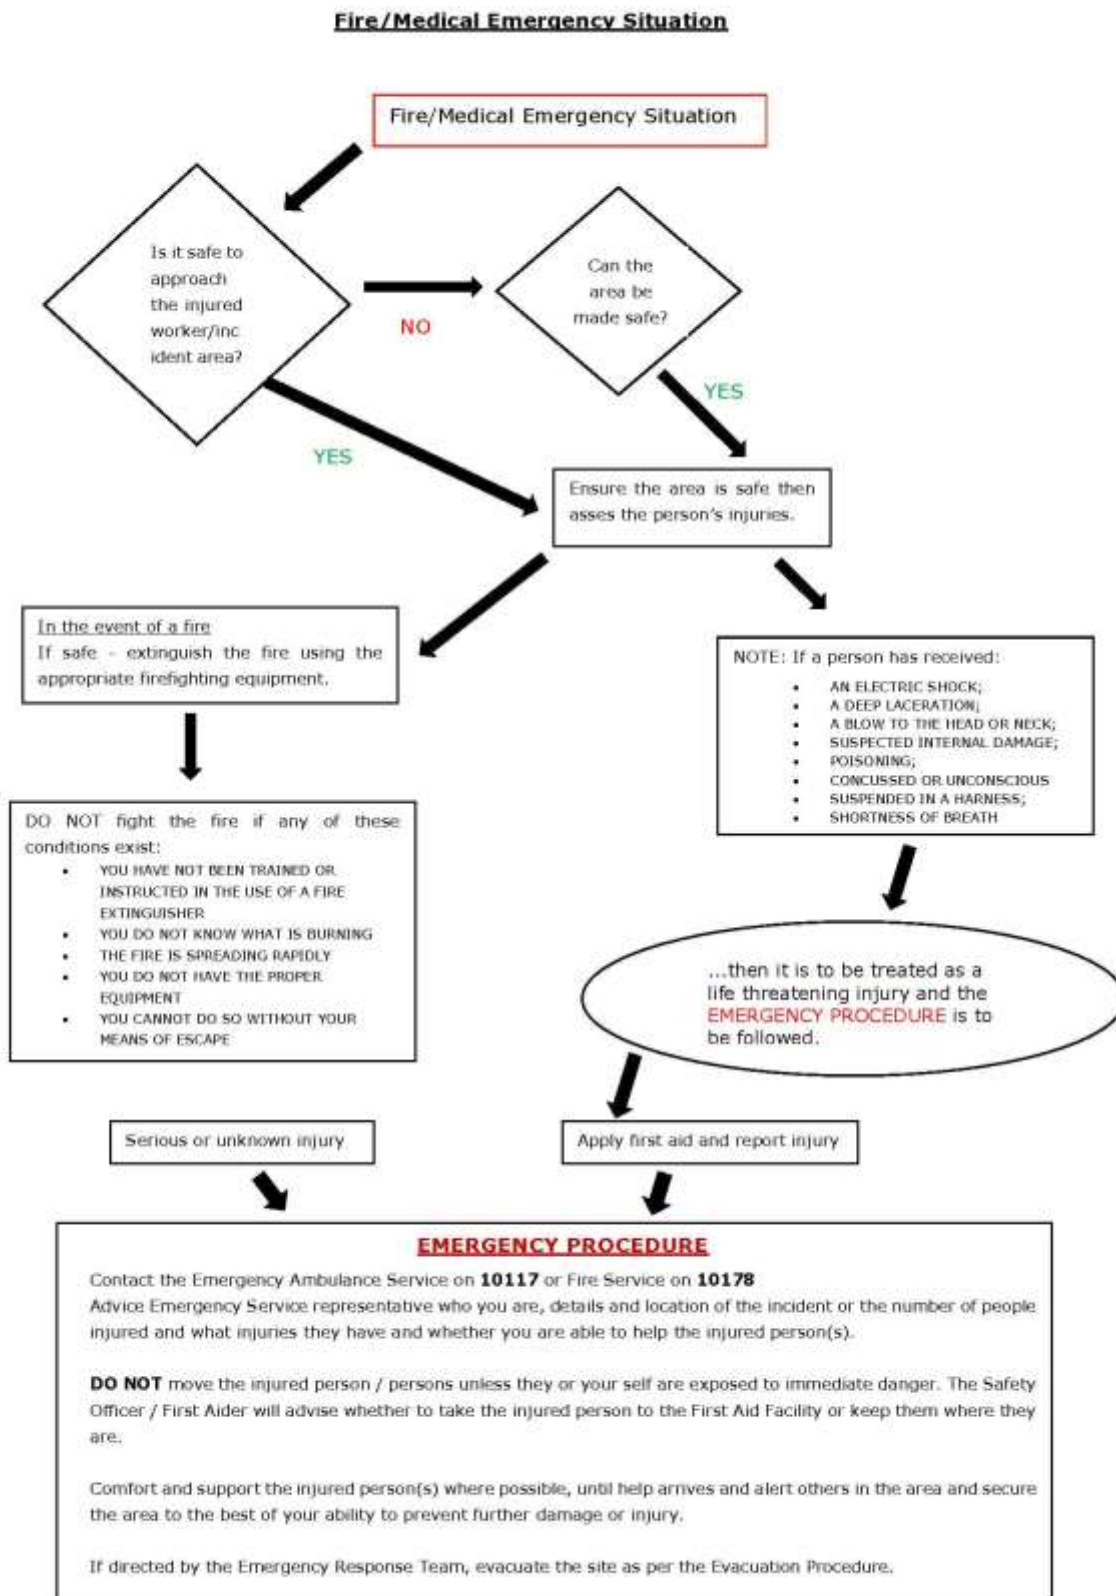 Fire/Medical Emergency Situation
Fire/Medical Emergency Situation
Is it safe to
approach
the injured
worker/inc
ident area?
NO
Can the
area be
made safe?
YES
YES
Ensure the area is safe then
asses the person's injuries.
In the event of a fire
If safe - extinguish the fire using the
appropriate firefighting equipment.
NOTE: If a person has received:
• AN ELECTRIC SHOCK;
• A DEEP LACERATION;
• A BLOW TO THE HEAD OR NECK;
• SUSPECTED INTERNAL DAMAGE;
• POISONING;
• CONCUSSED OR UNCONSCIOUS
• SUSPENDED IN A HARNESS;
• SHORTNESS OF BREATH
DO NOT fight the fire if any of these
conditions exist:
• YOU HAVE NOT BEEN TRAINED OR
INSTRUCTED IN THE USE OF A FIRE
EXTINGUISHER
• YOU DO NOT KNOW WHAT IS BURNING
• THE FIRE IS SPREADING RAPIDLY
• YOU DO NOT HAVE THE PROPER
EQUIPMENT
• YOU CANNOT DO SO WITHOUT YOUR
MEANS OF ESCAPE
...then it is to be treated as a
life threatening injury and the
EMERGENCY PROCEDURE is to
be followed.
Serious or unknown injury
Apply first aid and report injury
EMERGENCY PROCEDURE
Contact the Emergency Ambulance Service on 10117 or Fire Service on 10178
Advice Emergency Service representative who you are, details and location of the incident or the number of people
injured and what injuries they have and whether you are able to help the injured person(s).
DO NOT move the injured person / persons unless they or your self are exposed to immediate danger. The Safety
Officer / First Aider will advise whether to take the injured person to the First Aid Facility or keep them where they
are.
Comfort and support the injured person(s) where possible, until help arrives and alert others in the area and secure
the area to the best of your ability to prevent further damage or injury.
If directed by the Emergency Response Team, evacuate the site as per the Evacuation Procedure.